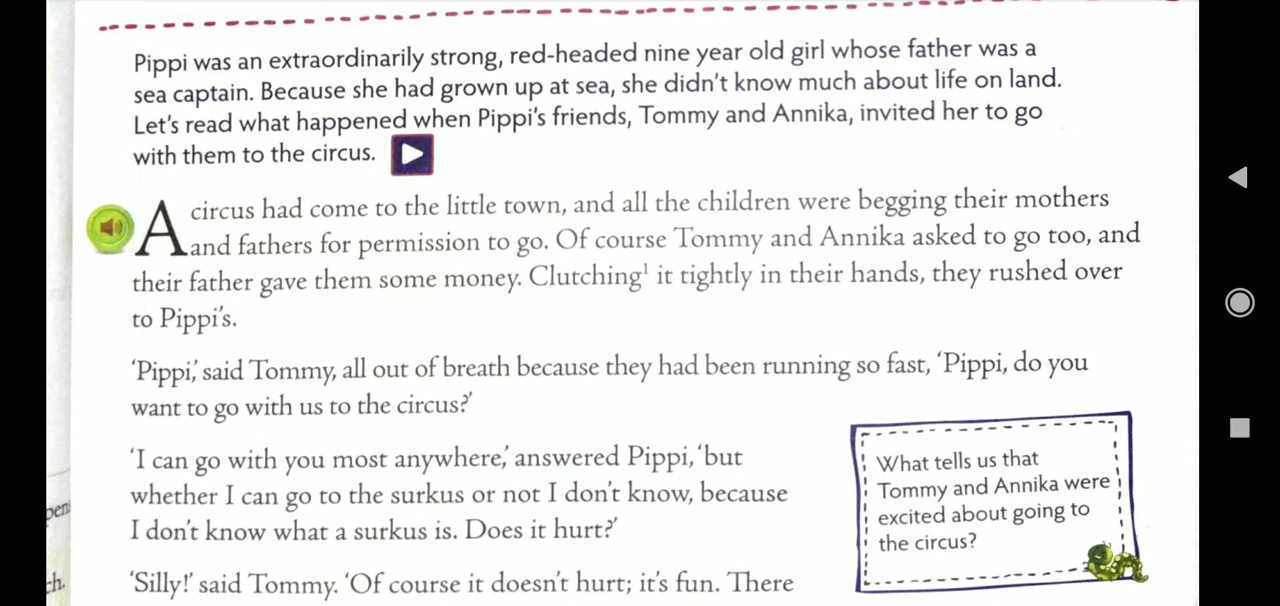 Pippi was an extraordinarily strong, red-headed nine year old girl whose father was a
sea captain. Because she had grown up at sea, she didn't know much about life on land.
Let's read what happened when Pippi's friends, Tommy and Annika, invited her to go
with them to the circus.
A circus had come to the little town, and all the children were begging their mothers
and fathers for permission to go. Of course Tommy and Annika asked to go too, and
their father gave them some money. Clutching¹ it tightly in their hands, they rushed over
to Pippi's.
'Pippi,' said Tommy, all out of breath because they had been running so fast, 'Pippi, do you
want to go with us to the circus?'
'I can go with you most anywhere,' answered Pippi, 'but
whether I can go to the surkus or not I don't know, because
I don't know what a surkus is. Does it hurt?'
'Silly!' said Tommy. 'Of course it doesn't hurt; it's fun. There
What tells us that
Tommy and Annika were
excited about going to
the circus?
ch.